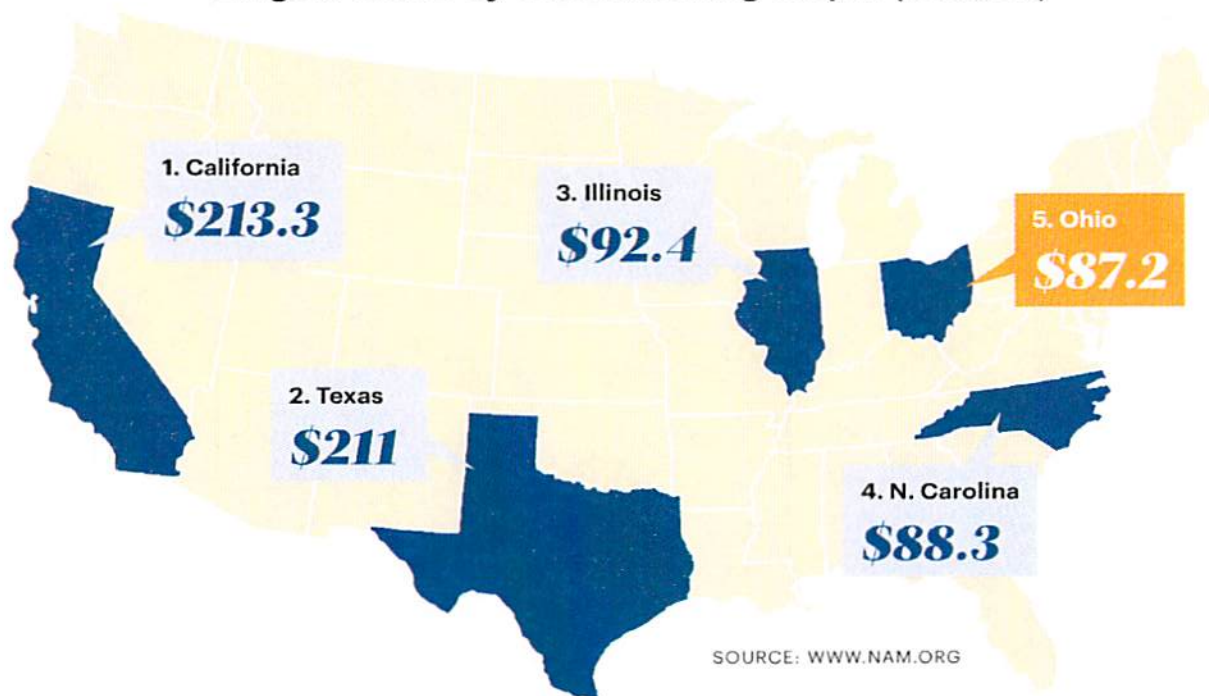 1. California
$213.3
2. Texas
$211
3. Illinois
$92.4
4. N. Carolina
$88.3
5. Ohio
$87.2
SOURCE: WWW.NAM.ORG